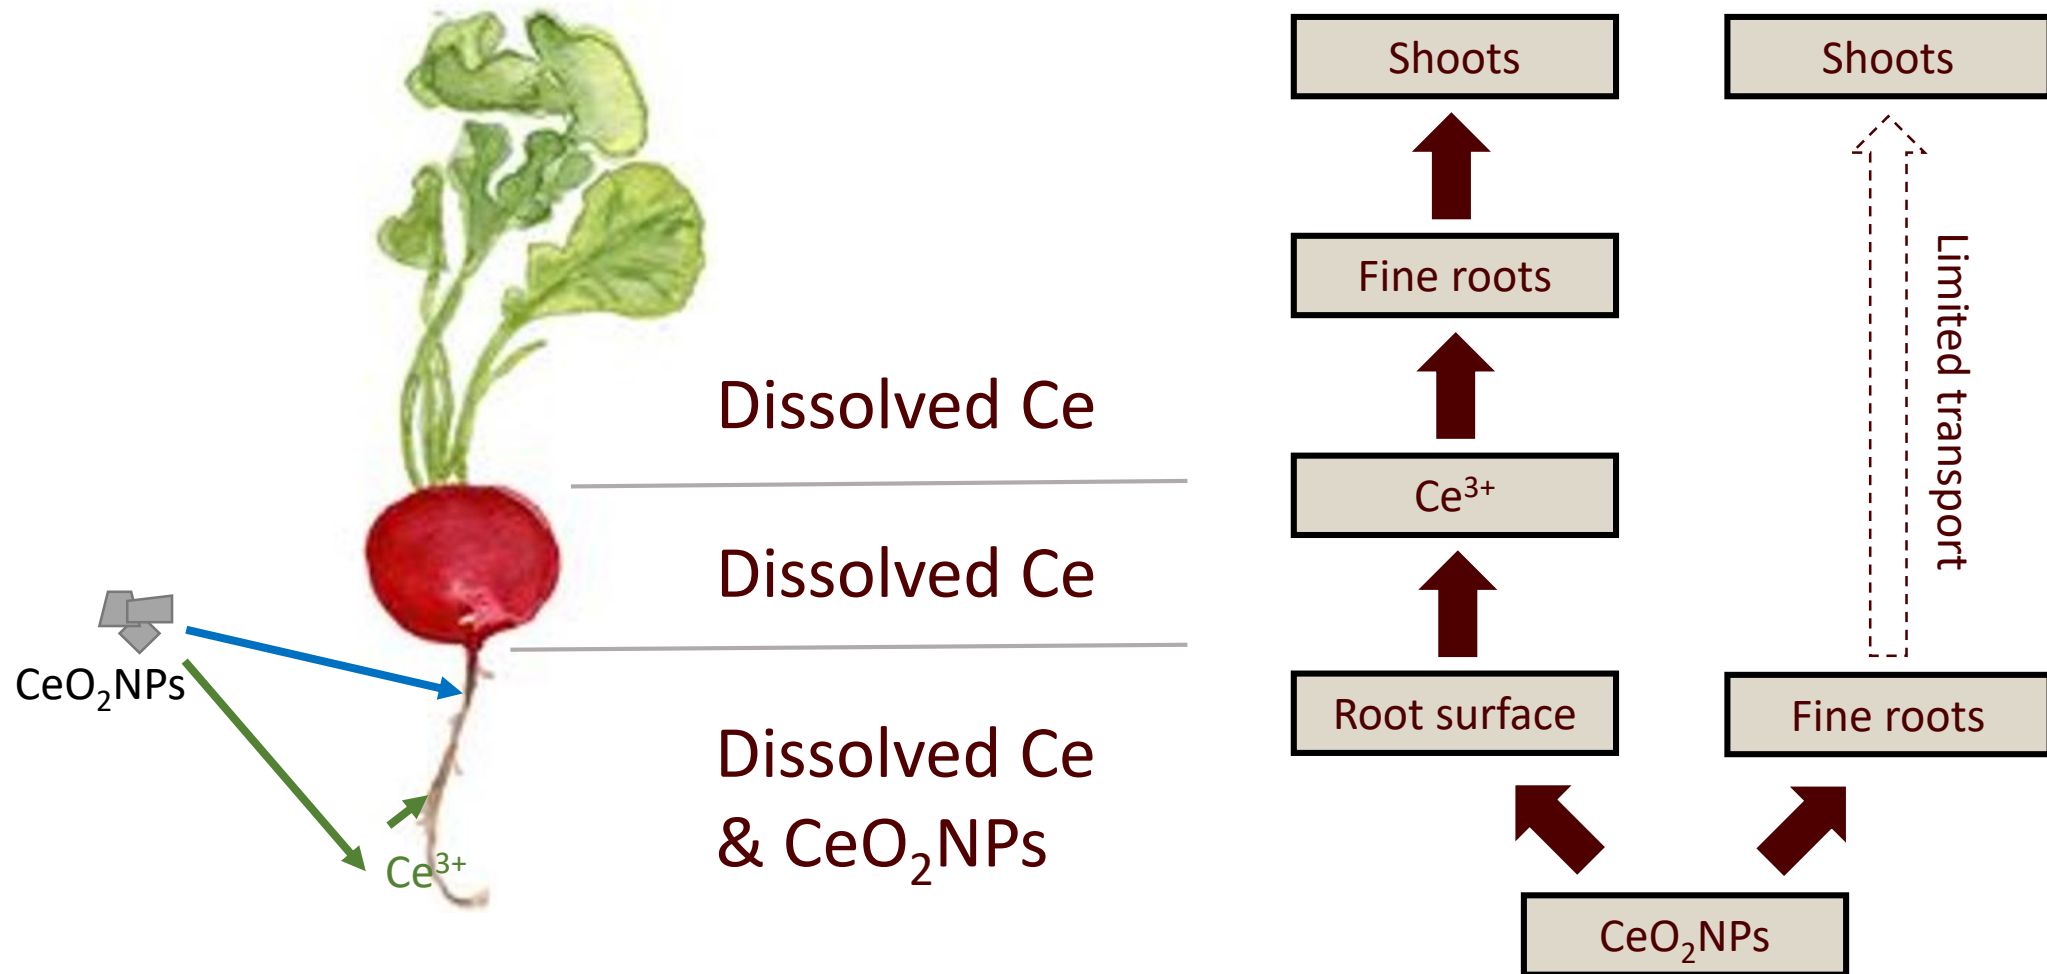 CeO₂NPs
Ce³⁺
Dissolved Ce
Dissolved Ce
Dissolved Ce
& CeO₂NPs
Shoots
Fine roots
Ce³⁺
Root surface
Shoots
Limited transport
Fine roots
CeO₂NPs